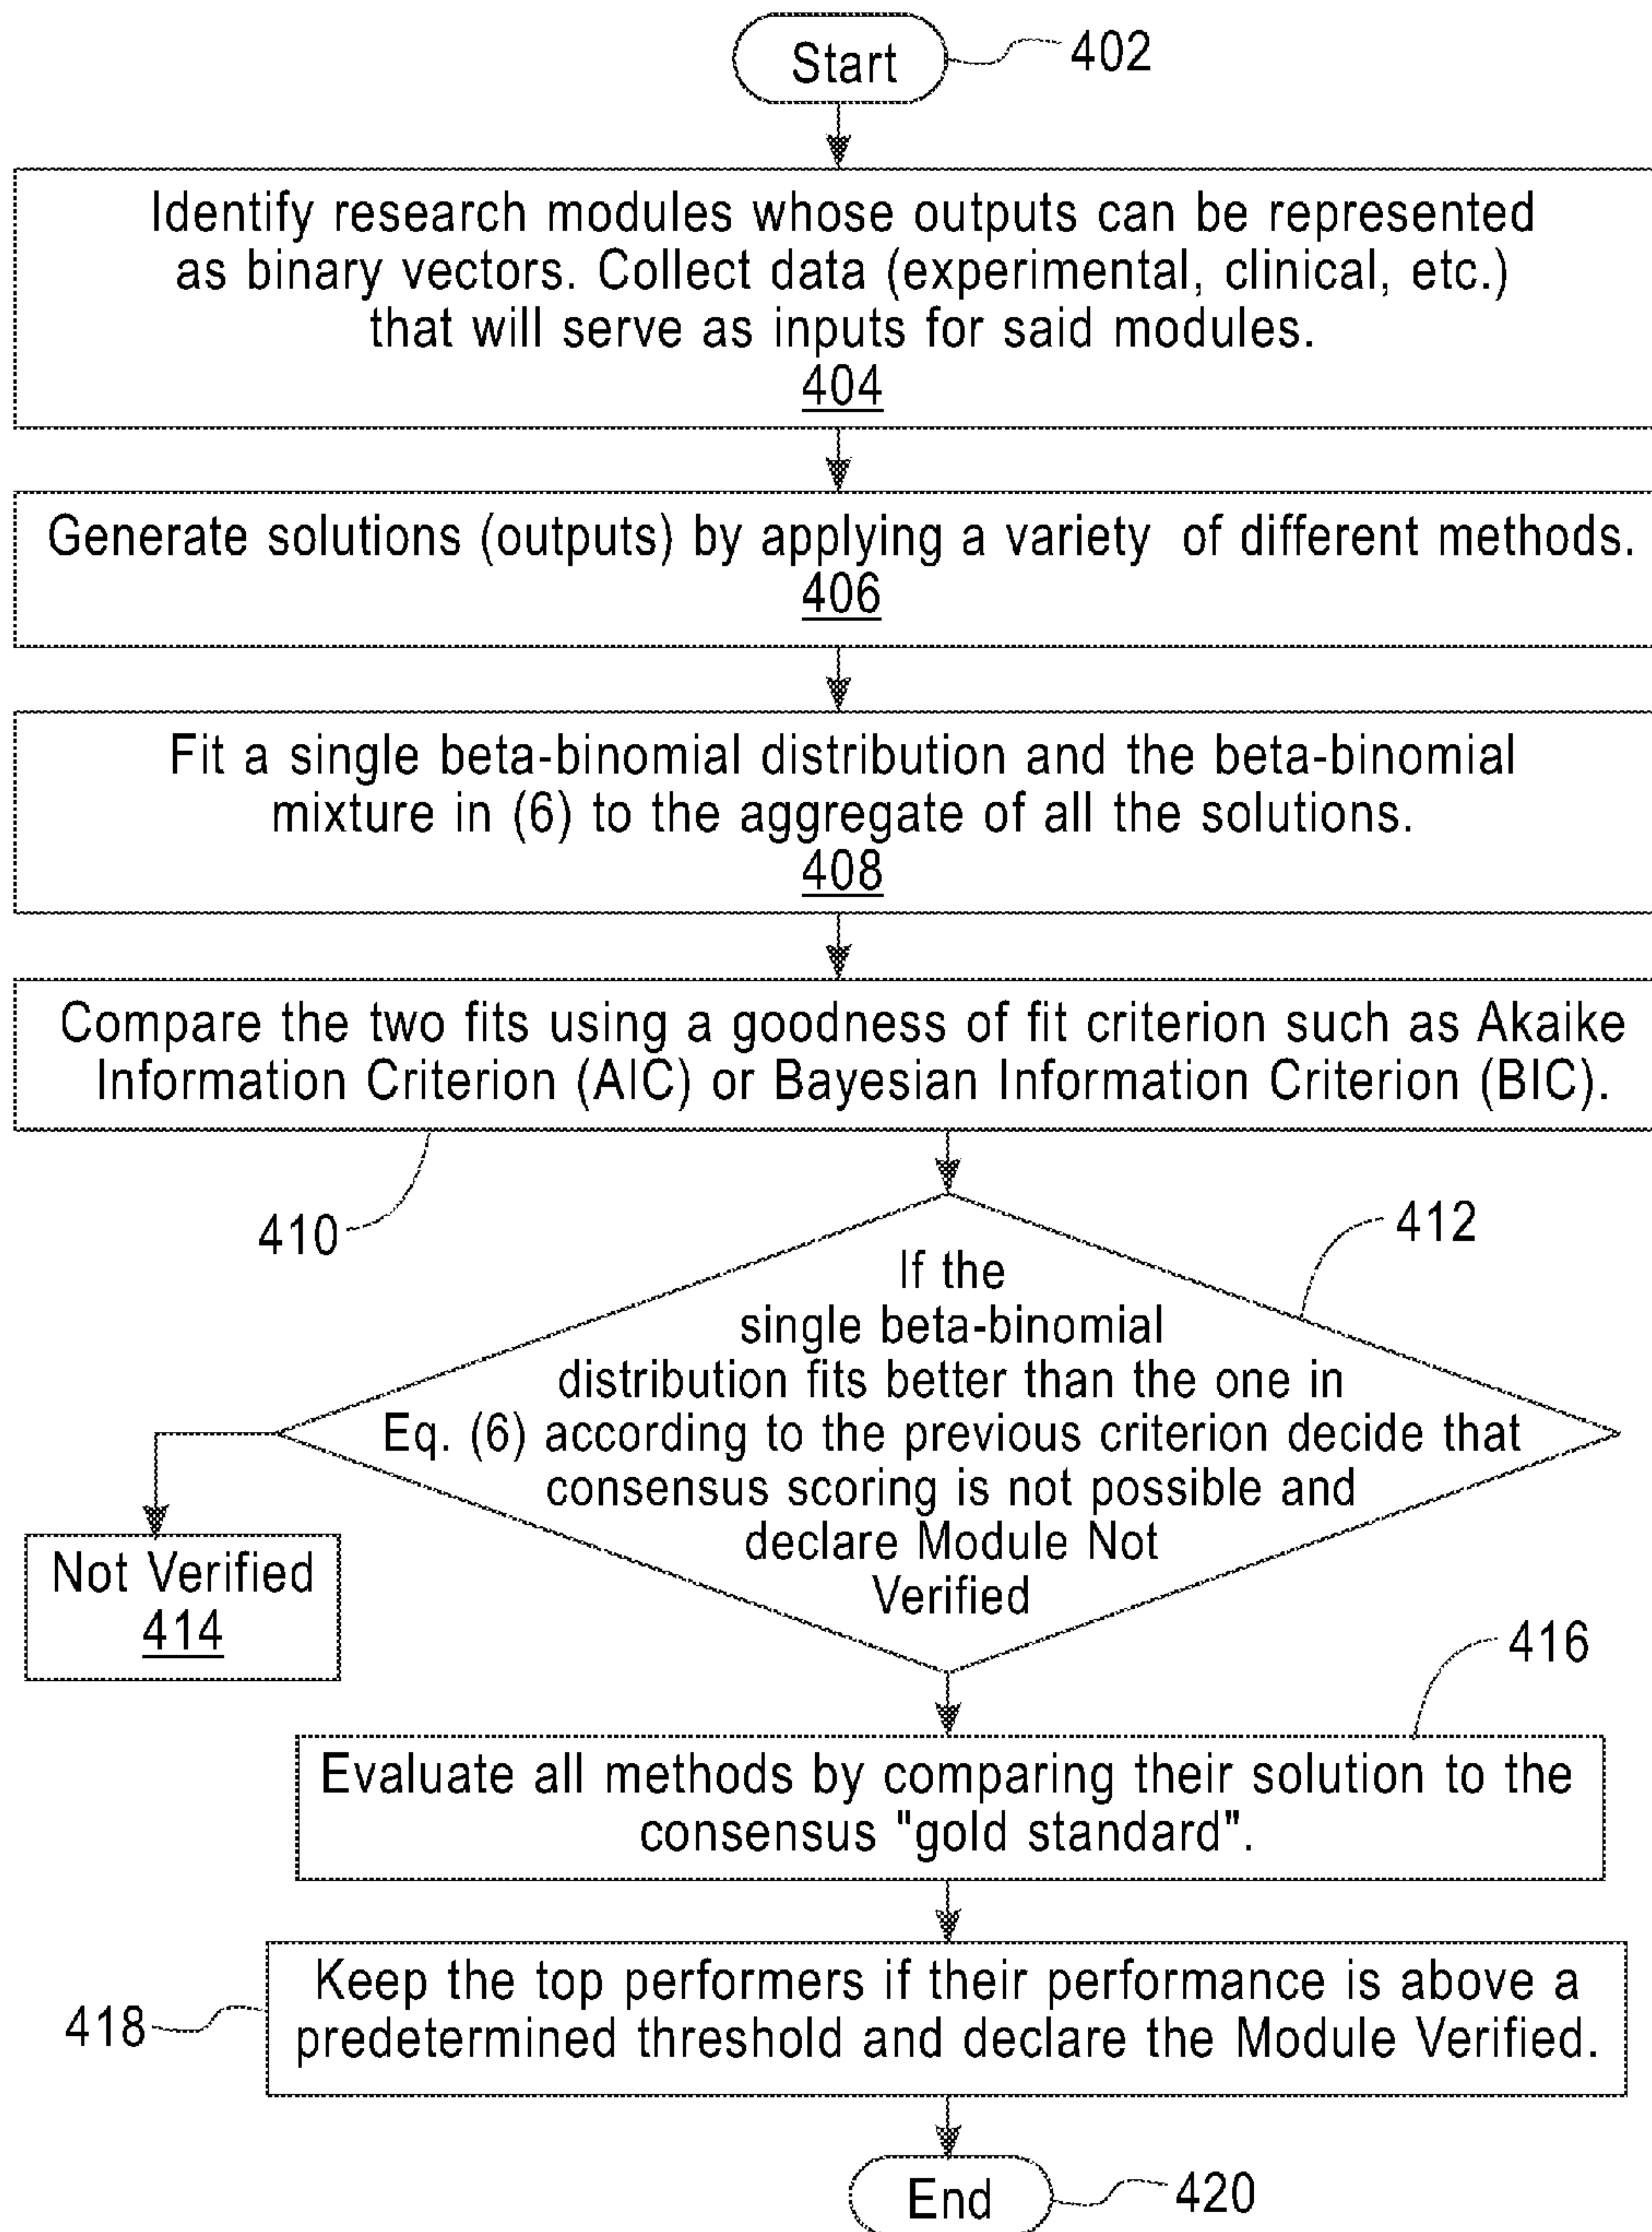 Start
402
Identify research modules whose outputs can be represented
as binary vectors. Collect data (experimental, clinical, etc.)
that will serve as inputs for said modules.
404
Generate solutions (outputs) by applying a variety of different methods.
406
Fit a single beta-binomial distribution and the beta-binomial
mixture in (6) to the aggregate of all the solutions.
408
Compare the two fits using a goodness of fit criterion such as Akaike
Information Criterion (AIC) or Bayesian Information Criterion (BIC).
410
412
If the
single beta-binomial
distribution fits better than the one in
Eq. (6) according to the previous criterion decide that
consensus scoring is not possible and
declare Module Not
Verified
Not Verified
414
416
Evaluate all methods by comparing their solution to the
consensus "gold standard".
418
Keep the top performers if their performance is above a
predetermined threshold and declare the Module Verified.
End
420